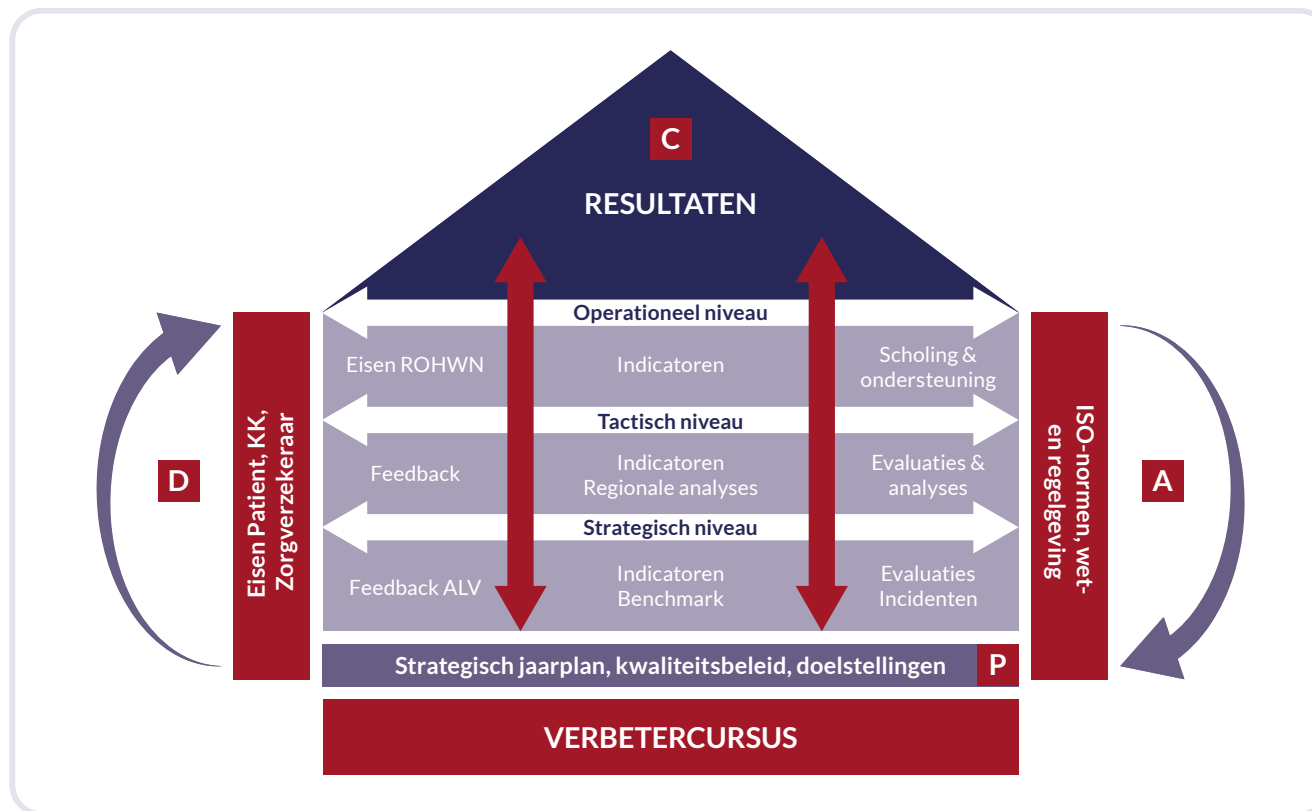 C
RESULTATEN
Operationeel niveau
Eisen ROHWN
Indicatoren
Scholing &
ondersteuning
Tactisch niveau
Feedback
Indicatoren
Regionale analyses
Evaluaties &
analyses
Strategisch niveau
Feedback ALV
Indicatoren
Benchmark
Evaluaties
Incidenten
Eisen Patient, KK,
Zorgverzekeraar
D
ISO-normen, wet-
en regelgeving
A
Strategisch jaarplan, kwaliteitsbeleid, doelstellingen
P
VERBETERCURSUS